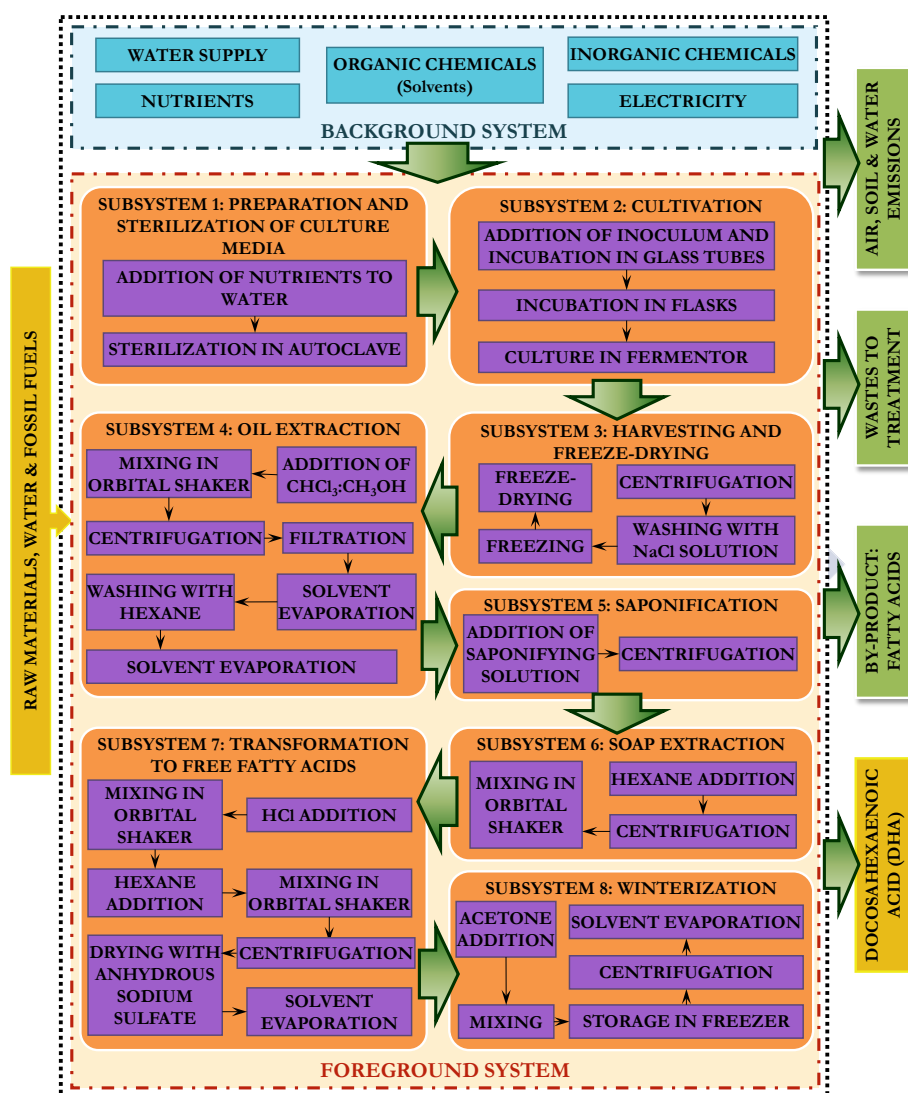 WATER SUPPLY
ORGANIC CHEMICALS
(Solvents)
INORGANIC CHEMICALS
NUTRIENTS
ELECTRICITY
BACKGROUND SYSTEM
RAW MATERIALS, WATER & FOSSIL FUELS
SUBSYSTEM 1: PREPARATION AND
STERILIZATION OF CULTURE
MEDIA
ADDITION OF NUTRIENTS TO
WATER
STERILIZATION IN AUTOCLAVE
SUBSYSTEM 2: CULTIVATION
ADDITION OF INOCULUM AND
INCUBATION IN GLASS TUBES
INCUBATION IN FLASKS
CULTURE IN FERMENTOR
SUBSYSTEM 3: HARVESTING AND
FREEZE-DRYING
CENTRIFUGATION
WASHING WITH
NaCl SOLUTION
FREEZING
FREEZE-
DRYING
SUBSYSTEM 4: OIL EXTRACTION
ADDITION OF
CHCl₃:CH₃OH
MIXING IN
ORBITAL SHAKER
CENTRIFUGATION
FILTRATION
SOLVENT
EVAPORATION
WASHING WITH
HEXANE
SOLVENT EVAPORATION
SUBSYSTEM 5: SAPONIFICATION
ADDITION OF
SAPONIFYING
SOLUTION
CENTRIFUGATION
SUBSYSTEM 6: SOAP EXTRACTION
HEXANE ADDITION
CENTRIFUGATION
MIXING IN
ORBITAL
SHAKER
SUBSYSTEM 7: TRANSFORMATION
TO FREE FATTY ACIDS
HCl ADDITION
MIXING IN
ORBITAL
SHAKER
HEXANE
ADDITION
MIXING IN
ORBITAL SHAKER
CENTRIFUGATION
DRYING WITH
ANHYDROUS
SODIUM
SULFATE
SOLVENT
EVAPORATION
SUBSYSTEM 8: WINTERIZATION
ACETONE
ADDITION
MIXING
STORAGE IN FREEZER
CENTRIFUGATION
SOLVENT EVAPORATION
FOREGROUND SYSTEM
AIR, SOIL & WATER
EMISSIONS
WASTES TO
TREATMENT
BY-PRODUCT:
FATTY ACIDS
DOCOSAHEXAENOIC
ACID (DHA)